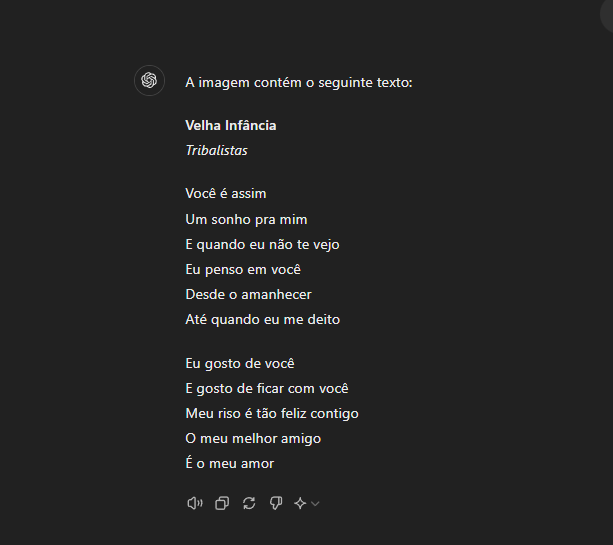 A imagem contém o seguinte texto:
Velha Infância
Tribalistas
Você é assim
Um sonho pra mim
E quando eu não te vejo
Eu penso em você
Desde o amanhecer
Até quando eu me deito
Eu gosto de você
E gosto de ficar com você
Meu riso é tão feliz contigo
O meu melhor amigo
É o meu amor